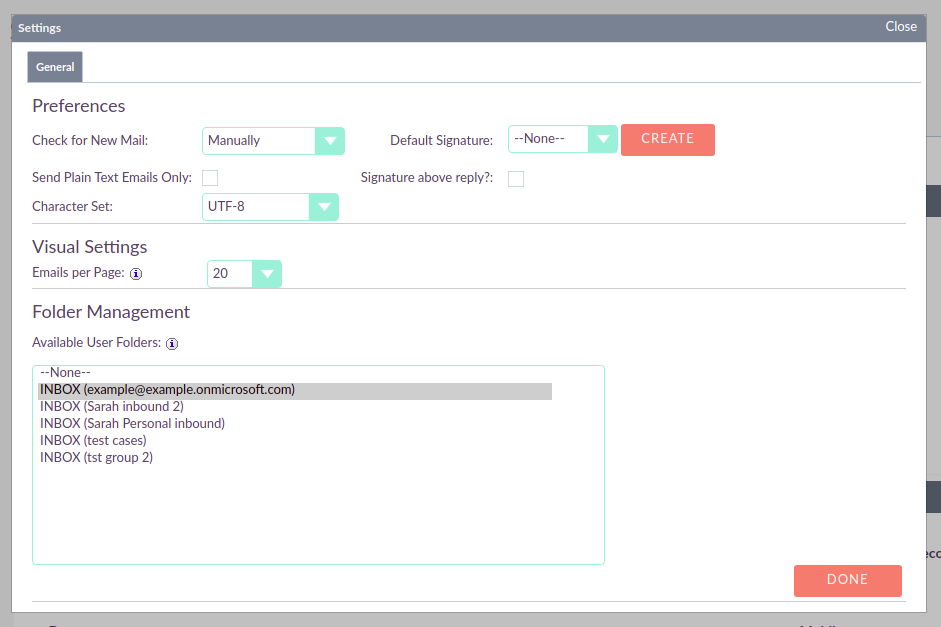 Settings
Close
General
Preferences
Check for New Mail: Manually Default Signature: --None-- CREATE
Send Plain Text Emails Only: Signature above reply?:
Character Set: UTF-8
Visual Settings
Emails per Page: 20
Folder Management
Available User Folders:
--None--
INBOX (example@example.onmicrosoft.com)
INBOX (Sarah inbound 2)
INBOX (Sarah Personal inbound)
INBOX (test cases)
INBOX (tst group 2)
DONE